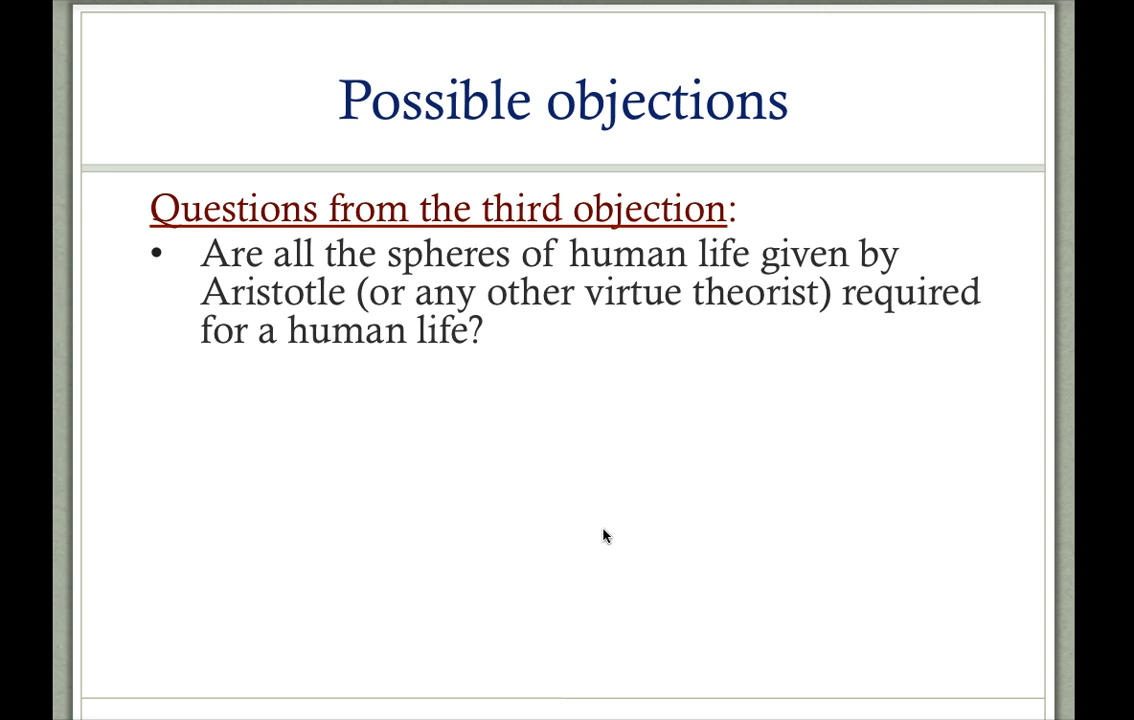 Possible objections
Questions from the third objection:
• Are all the spheres of human life given by
Aristotle (or any other virtue theorist) required
for a human life?